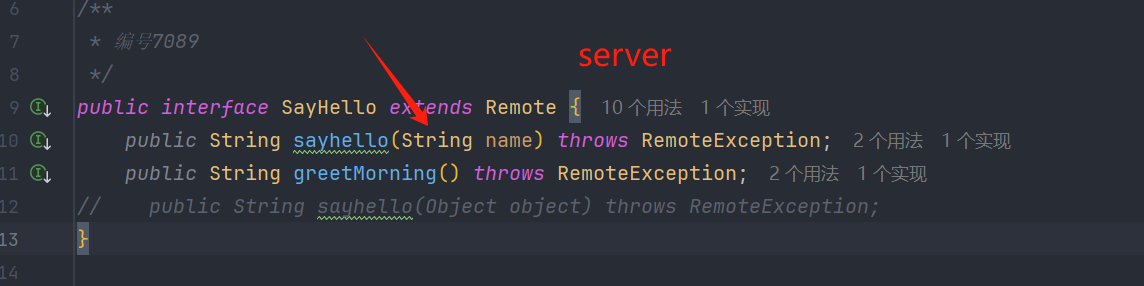 6 /**
7 * 编号7089
server
8 */
9 public interface SayHello extends Remote { 10 个用法 1 个实现
10 public String sayhello(String name) throws RemoteException; 2 个用法 1 个实现
11 public String greetMorning() throws RemoteException; 2 个用法 1 个实现
12 // public String sayhello(Object object) throws RemoteException;
13 }
14